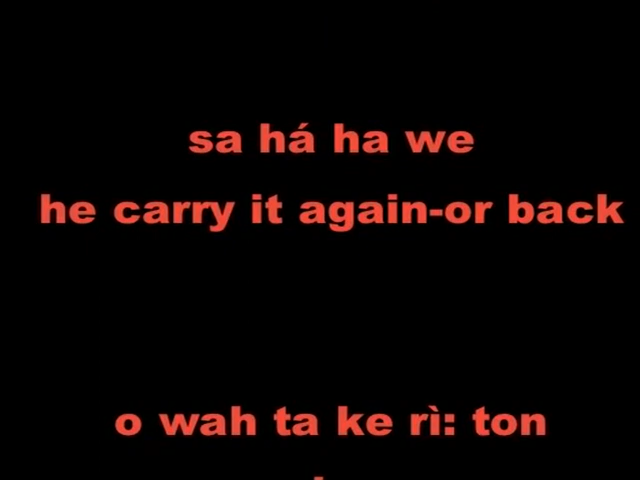 sa há ha we
he carry it again-or back
o wah ta ke rì: ton